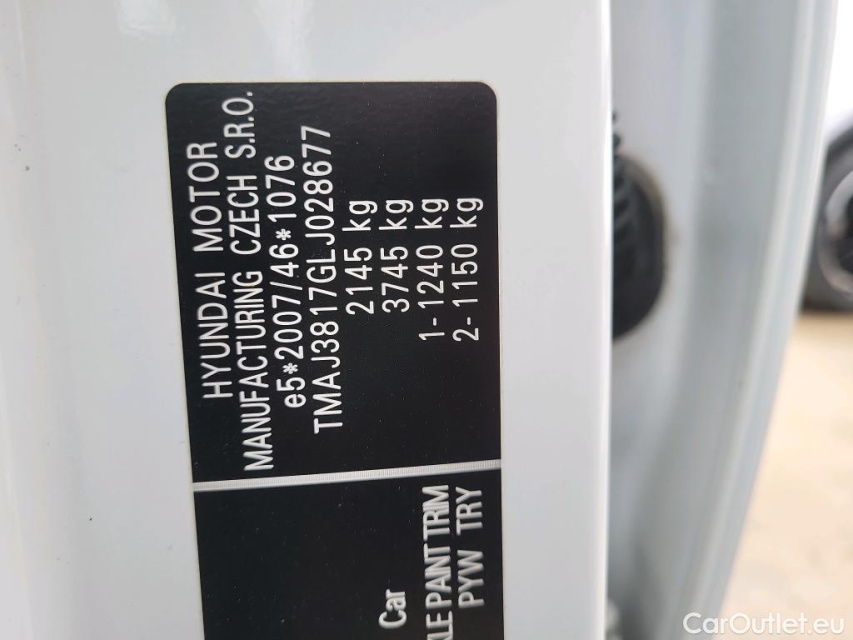 HYUNDAI MOTOR
MANUFACTURING CZECH S.R.O.
e5*2007/46*1076
TMAJ3817GLJ028677
2145 kg
3745 kg
1- 1240 kg
2- 1150 kg
Car
PAINT TRIM
PYW TRY
CarOutlet.eu